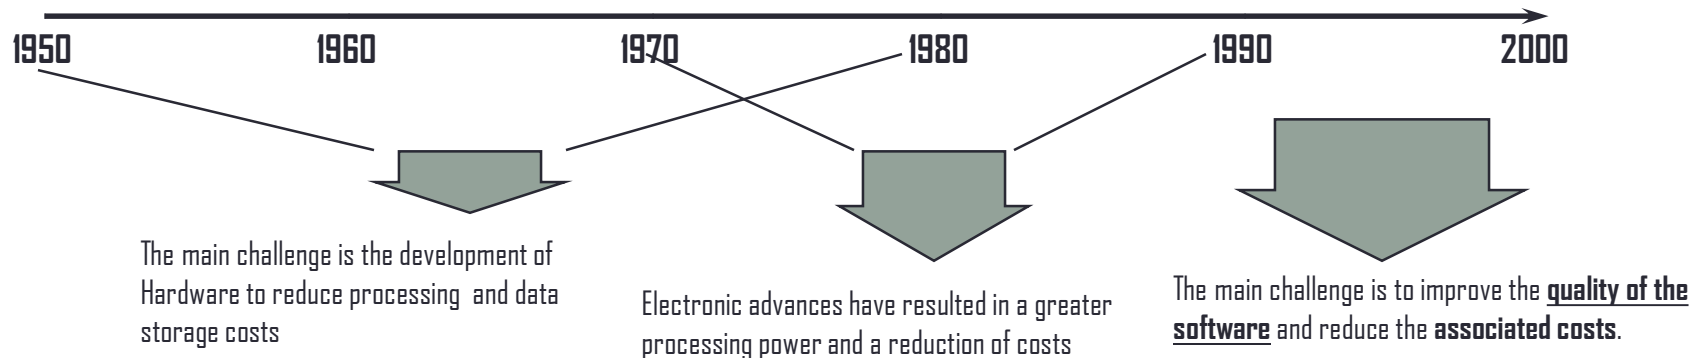 1950 1960 1970 1980 1990 2000
The main challenge is the development of
Hardware to reduce processing and data
storage costs
Electronic advances have resulted in a greater
processing power and a reduction of costs
The main challenge is to improve the quality of the
software and reduce the associated costs.